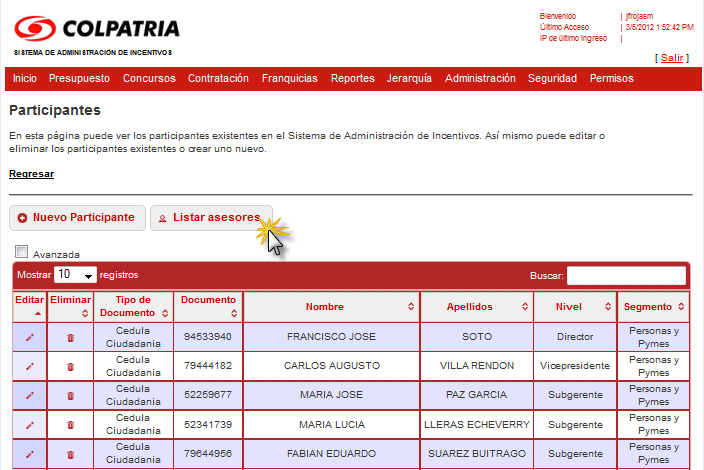 COLPATRIA
SISTEMA DE ADMINISTRACIÓN DE INCENTIVOS
Bienvenido | jfrojasm
Último Acceso | 3/5/2012 1:52:42 PM
IP de último Ingreso |
[ Salir ]
Inicio Presupuesto Concursos Contratación Franquicias Reportes Jerarquía Administración Seguridad Permisos
Participantes
En esta página puede ver los participantes existentes en el Sistema de Administración de Incentivos. Así mismo puede editar o
eliminar los participantes existentes o crear uno nuevo.
Regresar
Nuevo Participante Listar asesores
Avanzada
Mostrar 10 registros Buscar:
Editar Eliminar Tipo de Documento Documento Nombre Apellidos Nivel Segmento
Cedula Ciudadania 94533940 FRANCISCO JOSE SOTO Director Personas y Pymes
Cedula Ciudadania 79444182 CARLOS AUGUSTO VILLA RENDON Vicepresidente Personas y Pymes
Cedula Ciudadania 52259677 MARIA JOSE PAZ GARCIA Subgerente Personas y Pymes
Cedula Ciudadania 52341739 MARIA LUCIA LLERAS ECHEVERRY Subgerente Personas y Pymes
Cedula Ciudadania 79644956 FABIAN EDUARDO SUAREZ BUITRAGO Subgerente Personas y Pymes